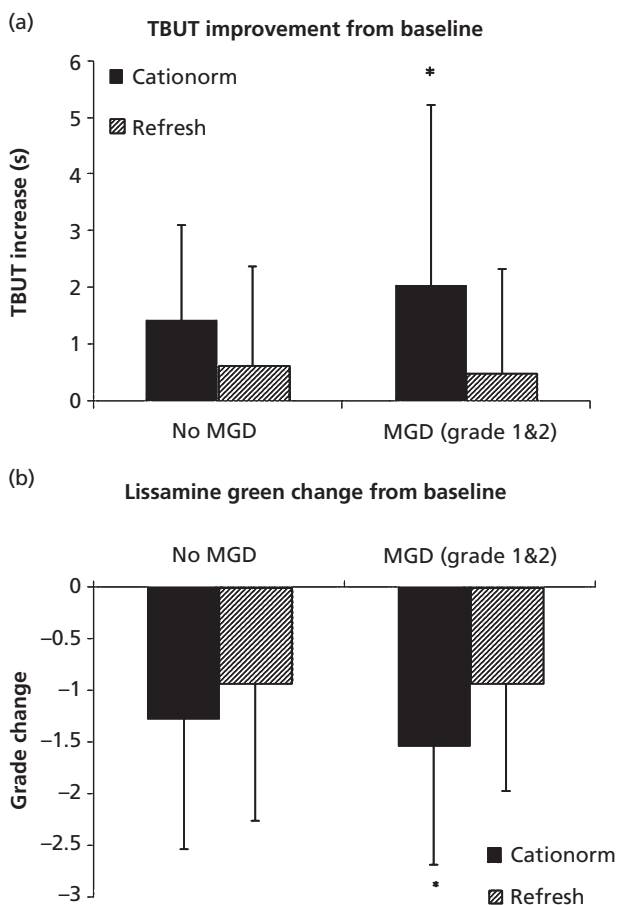 (a)
TBUT improvement from baseline
TBUT increase (s)
6
5
4
3
2
1
0
Cationorm
Refresh
*
No MGD
MGD (grade 1&2)
(b)
Lissamine green change from baseline
No MGD
MGD (grade 1&2)
Grade change
0
–0.5
–1
–1.5
–2
–2.5
–3
*
Cationorm
Refresh